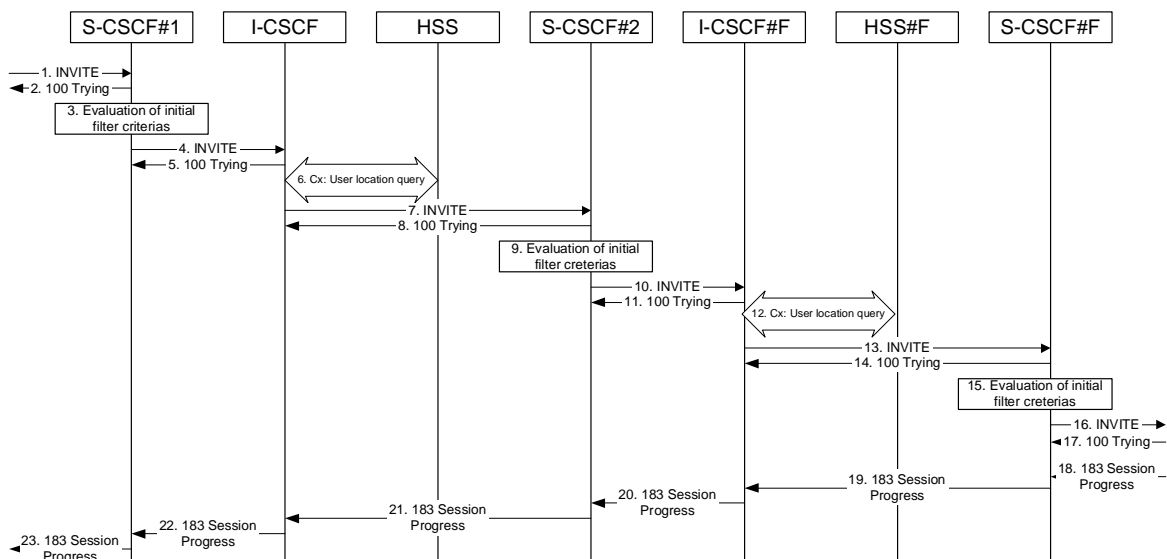 S-CSCF#1
I-CSCF
HSS
S-CSCF#2
I-CSCF#F
HSS#F
S-CSCF#F
1. INVITE
2. 100 Trying
3. Evaluation of initial
filter criterias
4. INVITE
5. 100 Trying
6. Cx: User location query
7. INVITE
8. 100 Trying
9. Evaluation of initial
filter creterias
10. INVITE
11. 100 Trying
12. Cx: User location query
13. INVITE
14. 100 Trying
15. Evaluation of initial
filter creterias
16. INVITE
17. 100 Trying
18. 183 Session
Progress
19. 183 Session
Progress
20. 183 Session
Progress
21. 183 Session
Progress
22. 183 Session
Progress
23. 183 Session
Progress